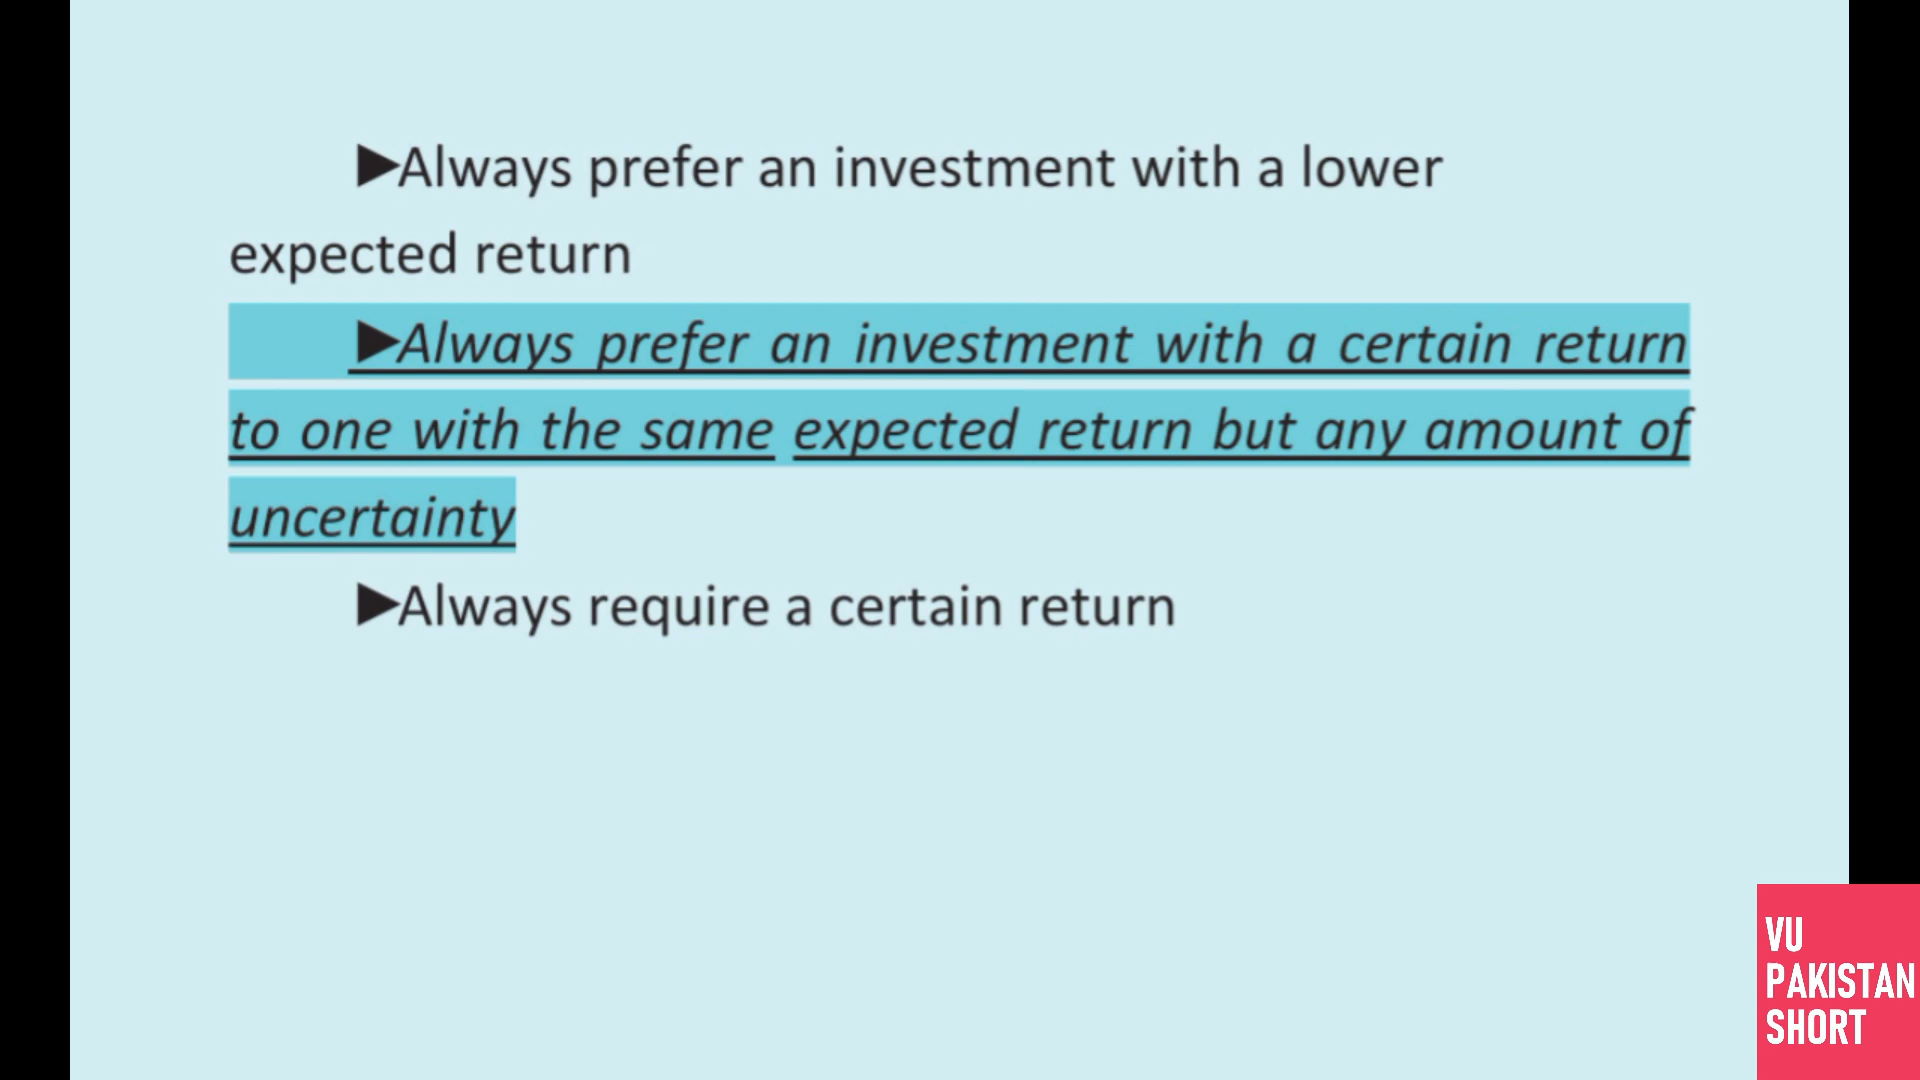 ►Always prefer an investment with a lower
expected return
►Always prefer an investment with a certain return
to one with the same expected return but any amount of
uncertainty
►Always require a certain return
VU
PAKISTAN
SHORT